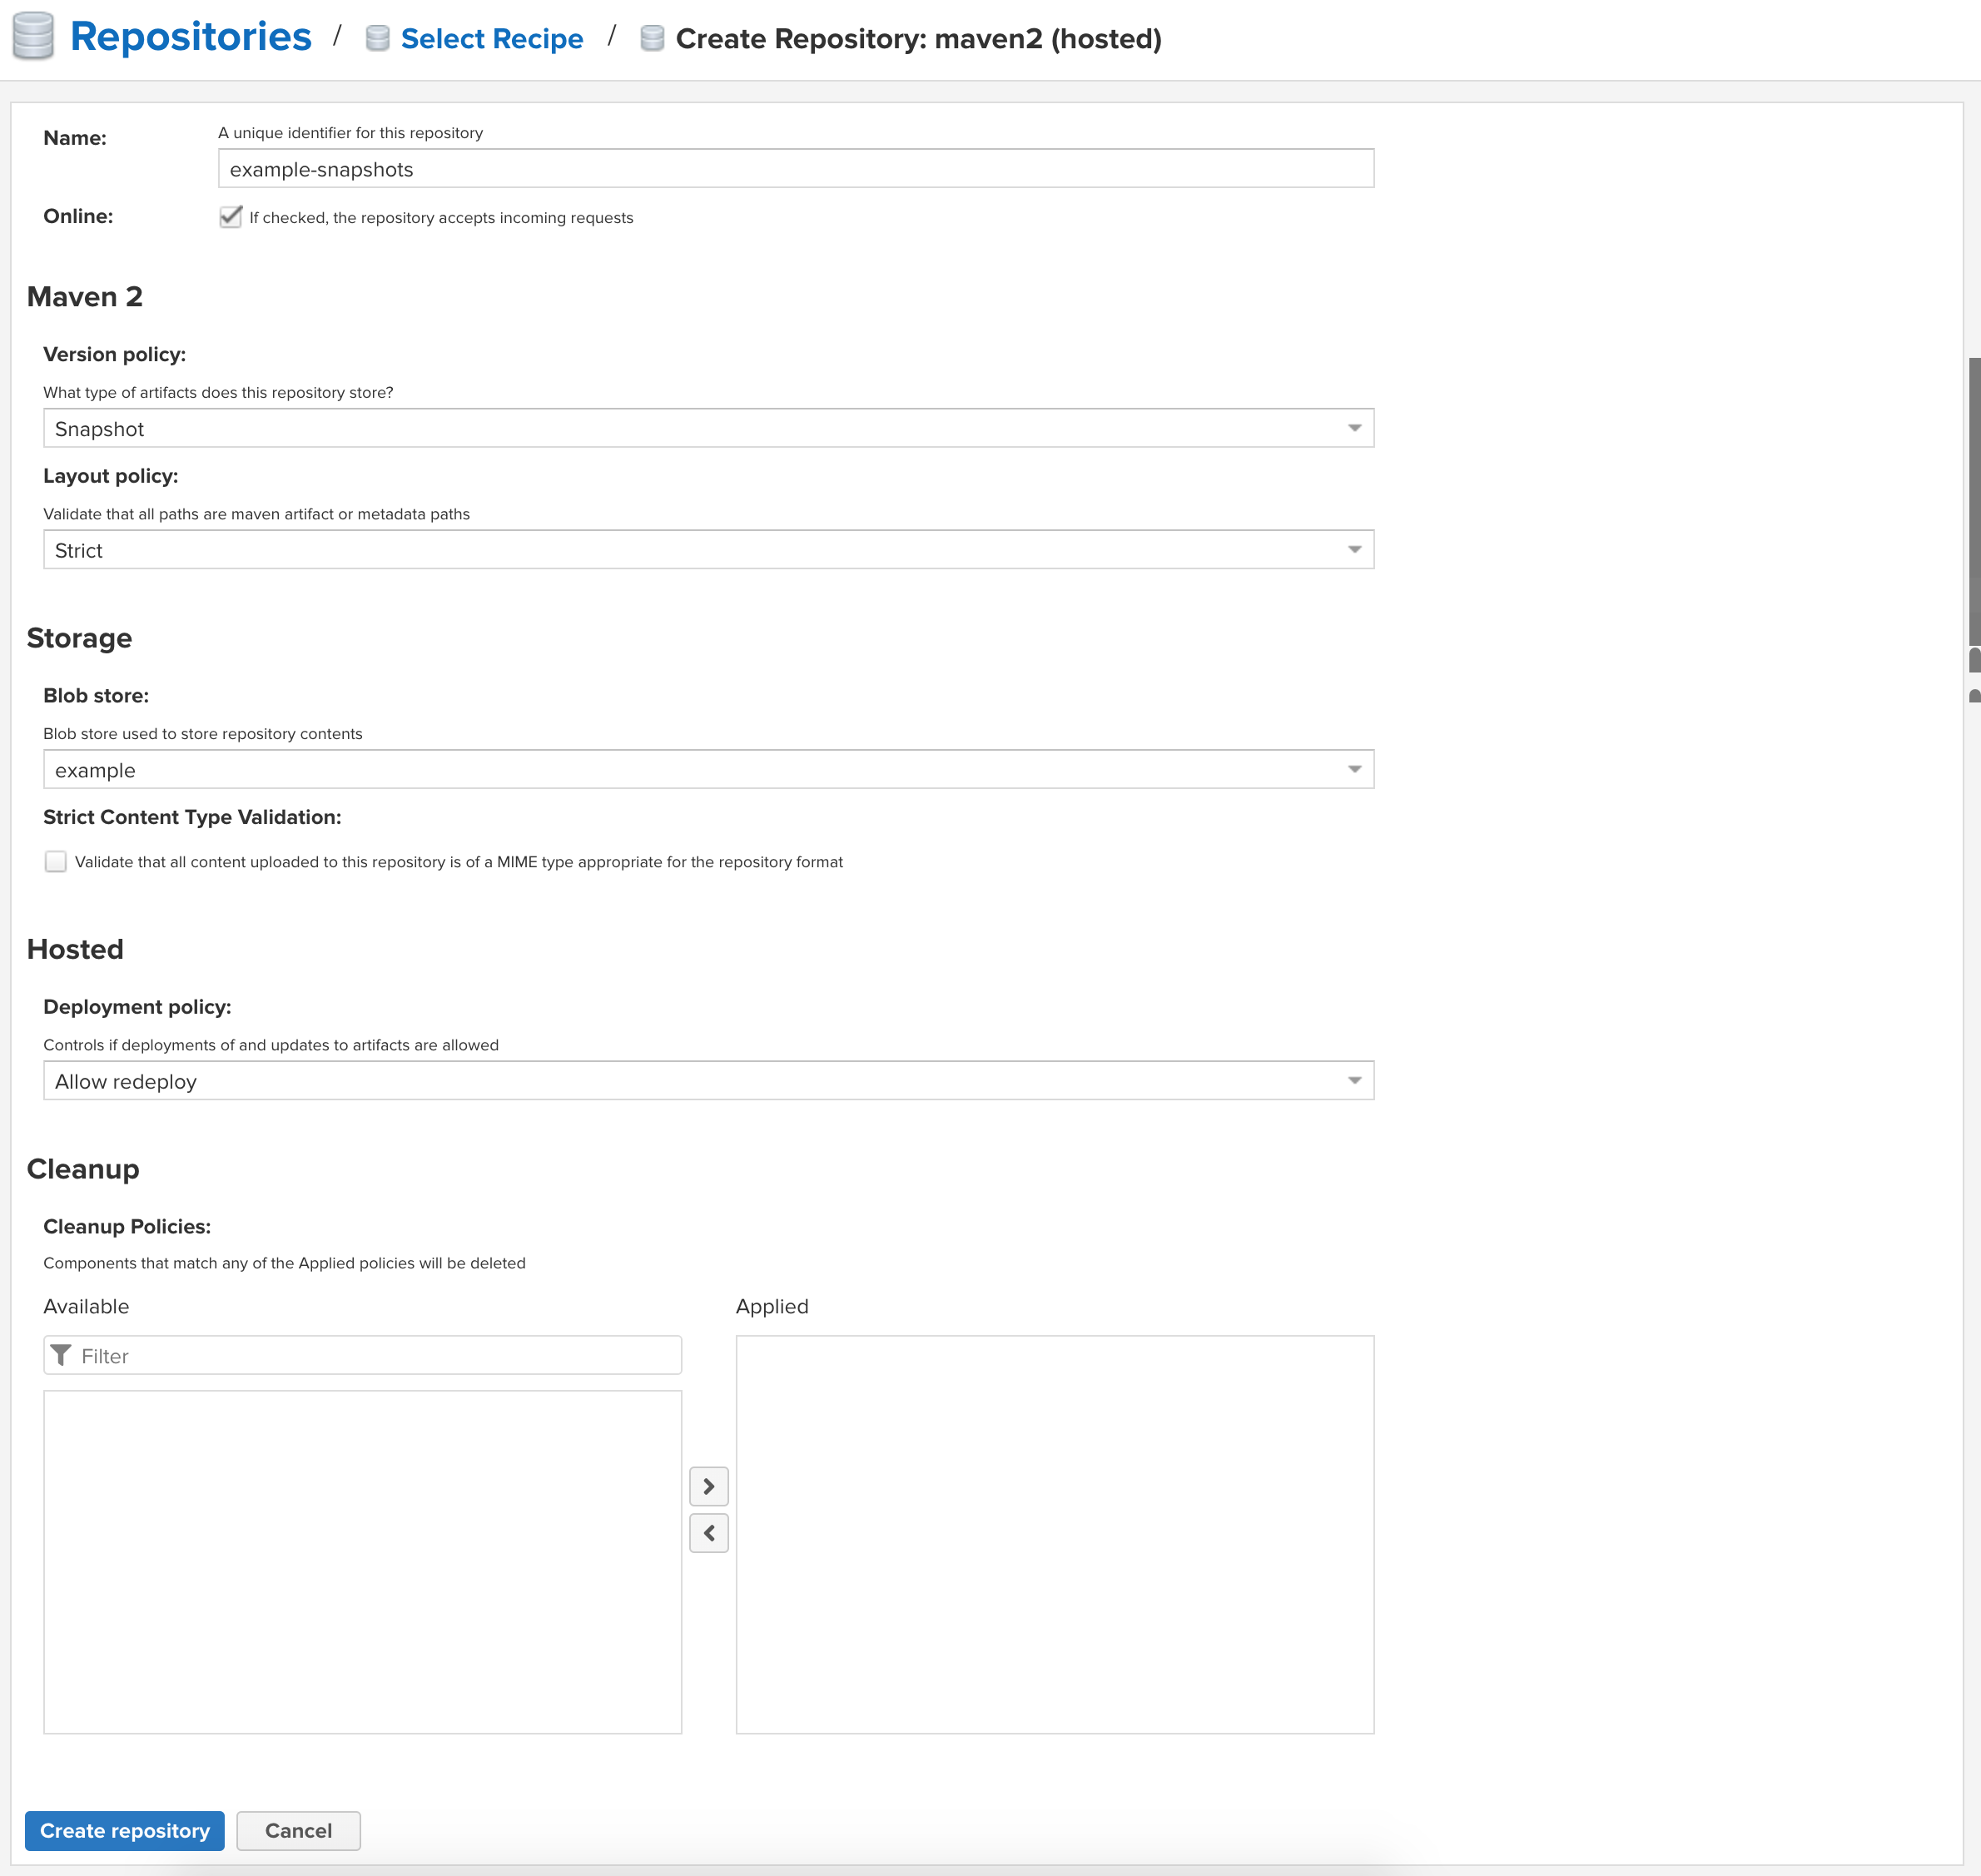 Repositories / Select Recipe / Create Repository: maven2 (hosted)
Name:
A unique identifier for this repository
example-snapshots
Online:
If checked, the repository accepts incoming requests
Maven 2
Version policy:
What type of artifacts does this repository store?
Snapshot
Layout policy:
Validate that all paths are maven artifact or metadata paths
Strict
Storage
Blob store:
Blob store used to store repository contents
example
Strict Content Type Validation:
Validate that all content uploaded to this repository is of a MIME type appropriate for the repository format
Hosted
Deployment policy:
Controls if deployments of and updates to artifacts are allowed
Allow redeploy
Cleanup
Cleanup Policies:
Components that match any of the Applied policies will be deleted
Available
Applied
Filter
Create repository
Cancel